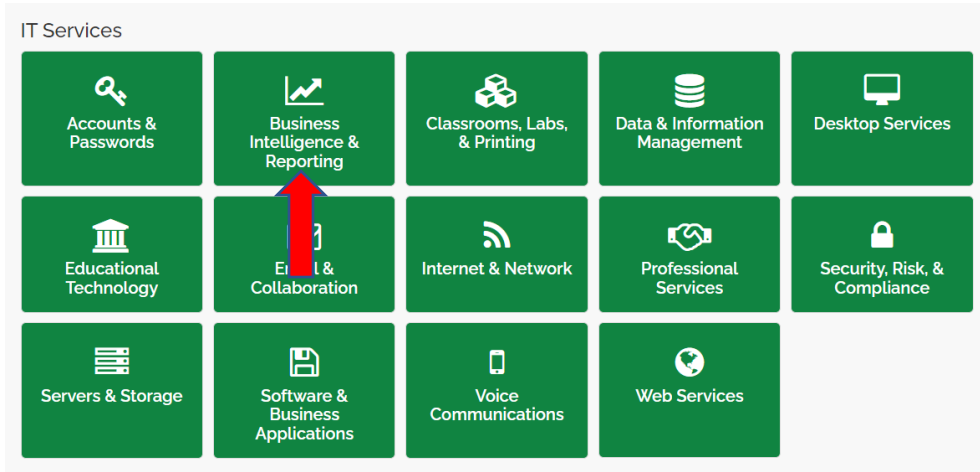 IT Services
Accounts &
Passwords
Business
Intelligence &
Reporting
Classrooms, Labs,
& Printing
Data & Information
Management
Desktop Services
Educational
Technology
&
Collaboration
Internet & Network
Professional
Services
Security, Risk, &
Compliance
Servers & Storage
Software &
Business
Applications
Voice
Communications
Web Services